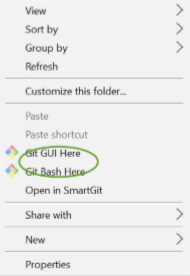 View
Sort by
Group by
Refresh
Customize this folder...
Paste
Paste shortcut
Git GUI Here
Git Bash Here
Open in SmartGit
Share with
New
Properties